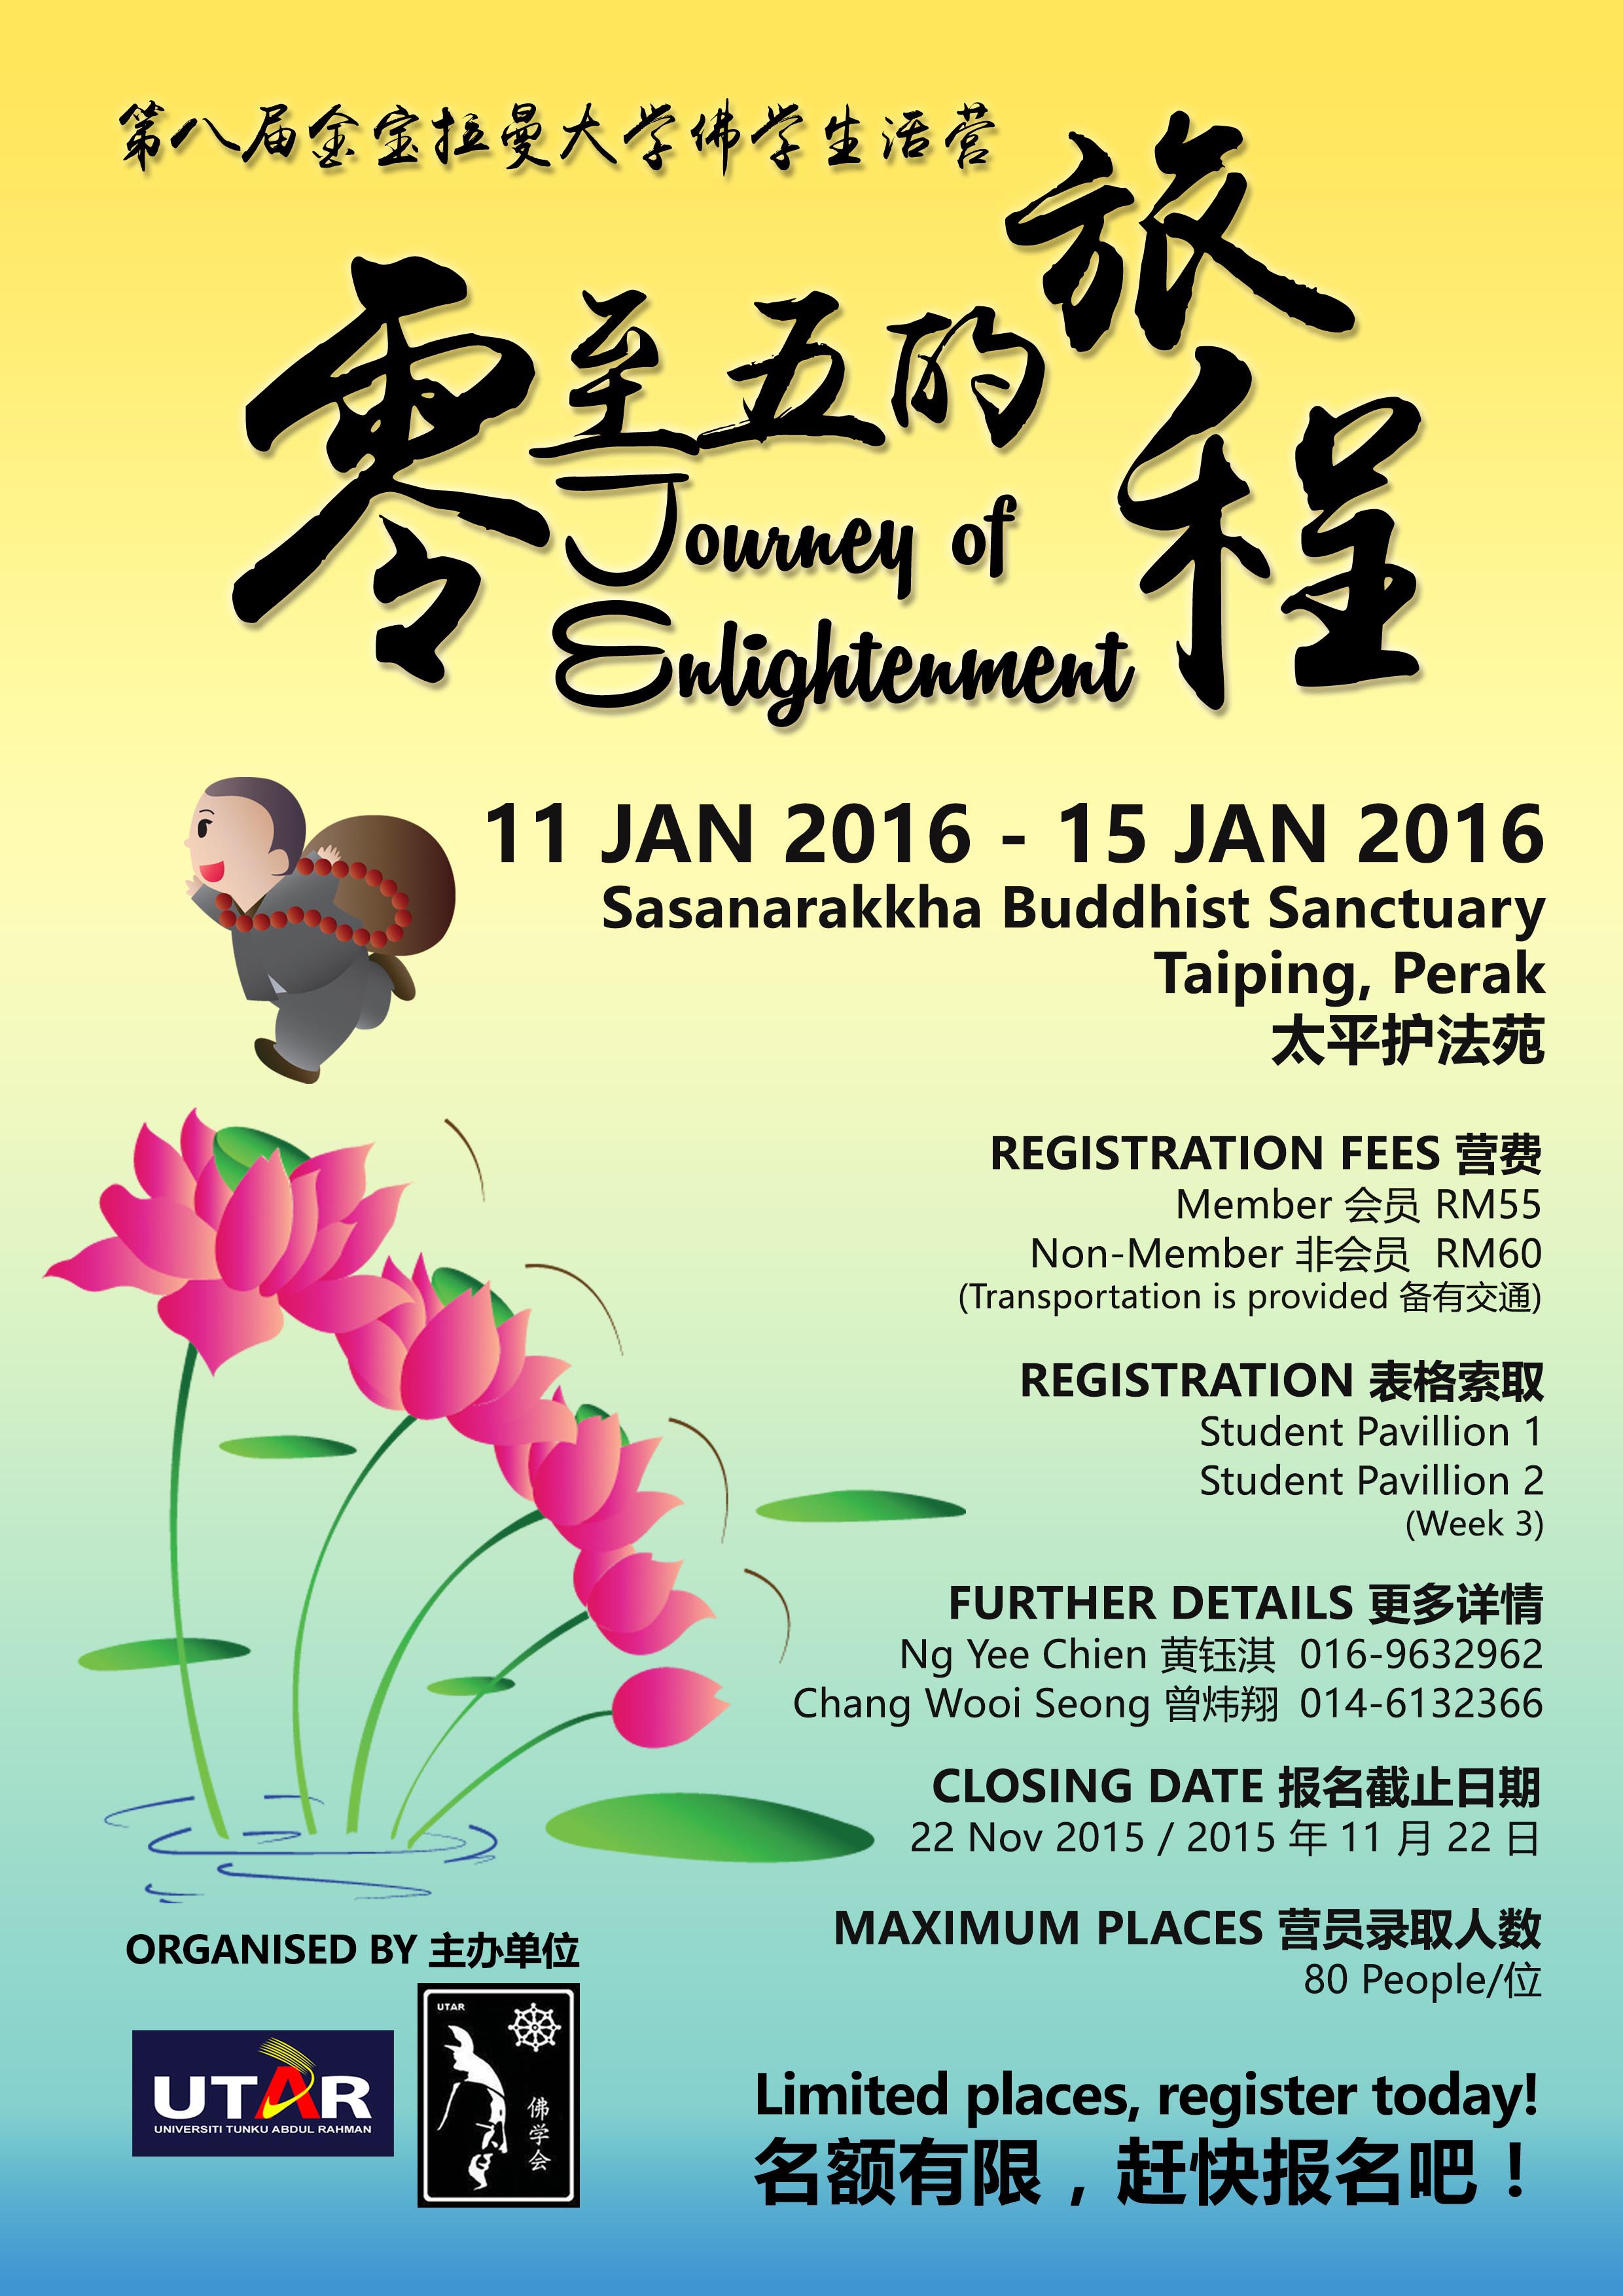 第八届金宝拉曼大学佛学生活营
零至五的旅程
Journey of
Enlightenment
11 JAN 2016 - 15 JAN 2016
Sasanarakkha Buddhist Sanctuary
Taiping, Perak
太平护法苑
REGISTRATION FEES 营费
Member 会员 RM55
Non-Member 非会员 RM60
(Transportation is provided 备有交通)
REGISTRATION 表格索取
Student Pavillion 1
Student Pavillion 2
(Week 3)
FURTHER DETAILS 更多详情
Ng Yee Chien 黄钰淇 016-9632962
Chang Wooi Seong 曾炜翔 014-6132366
CLOSING DATE 报名截止日期
22 Nov 2015 / 2015 年 11 月 22 日
MAXIMUM PLACES 营员录取人数
80 People/位
ORGANISED BY 主办单位
UTAR
UNIVERSITI TUNKU ABDUL RAHMAN
UTAR
佛学会
Limited places, register today!
名额有限，赶快报名吧！